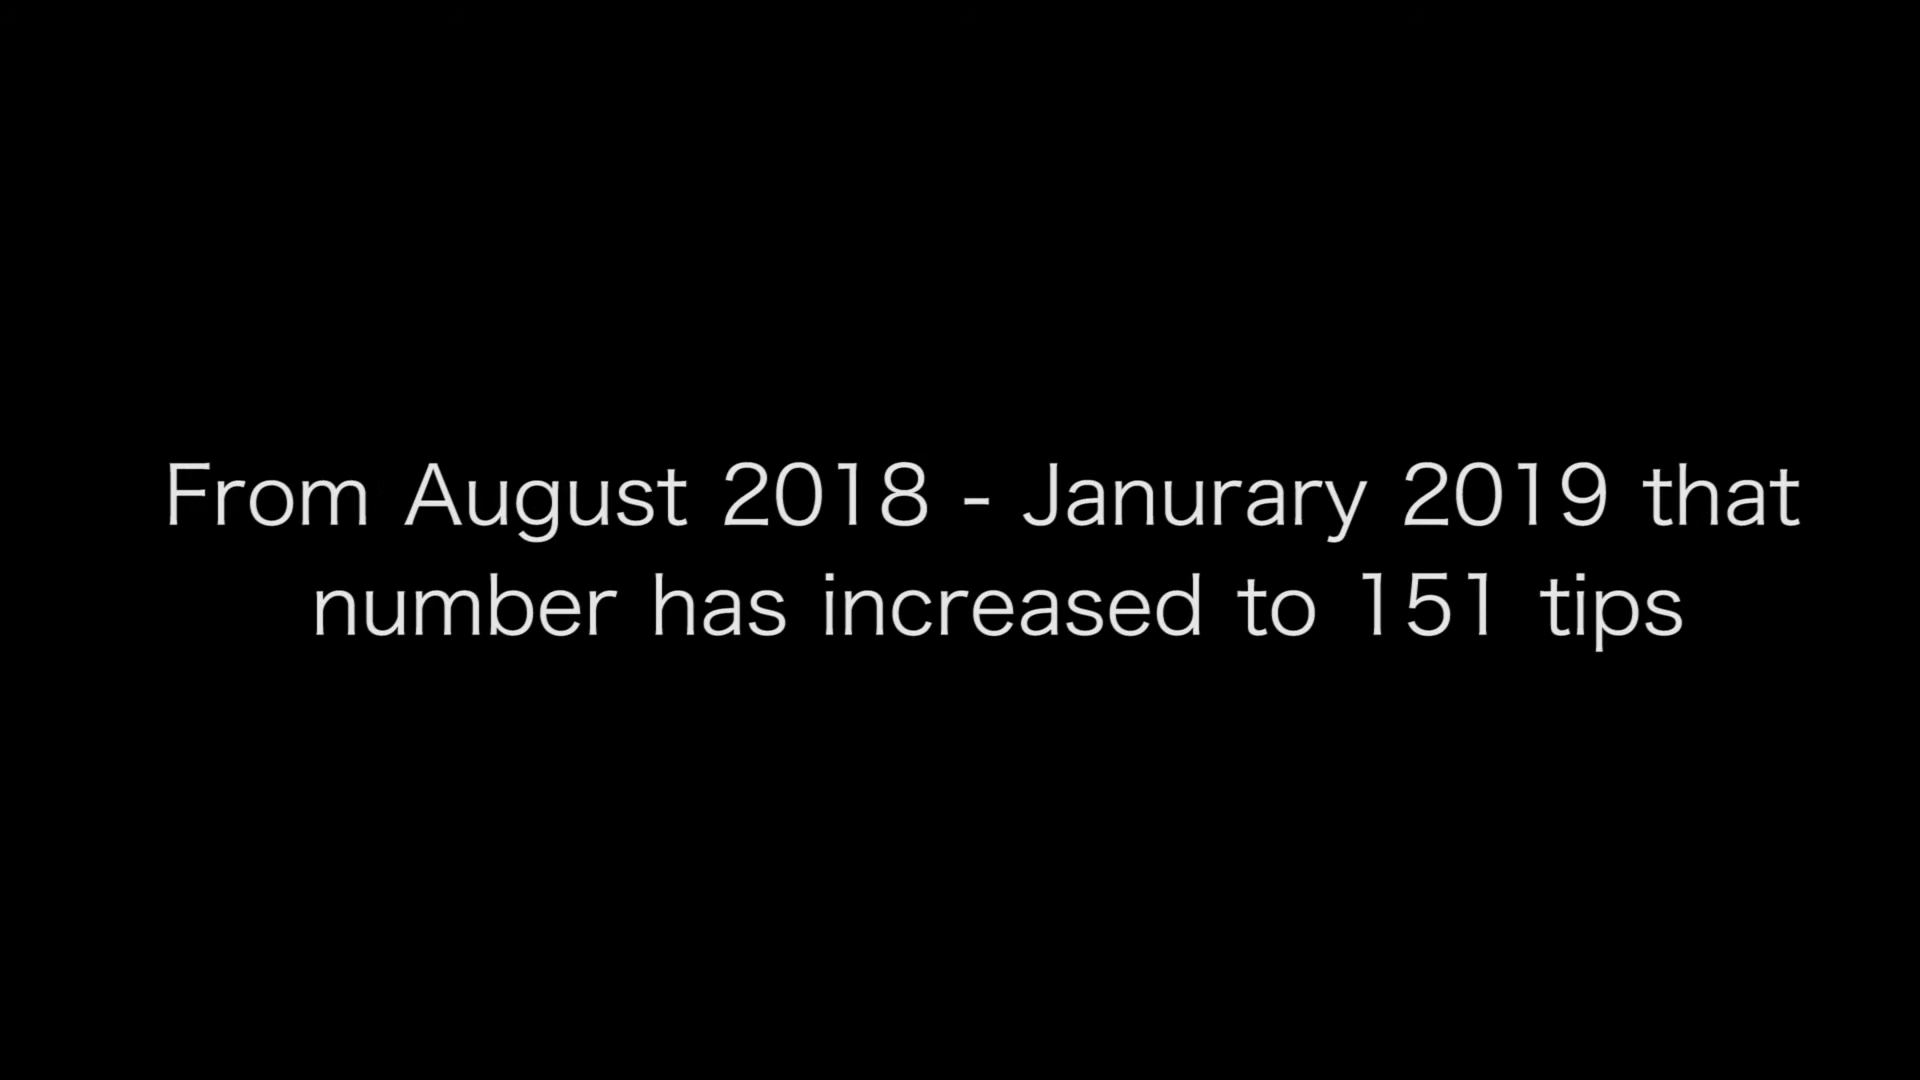 From August 2018 - Janurary 2019 that
number has increased to 151 tips